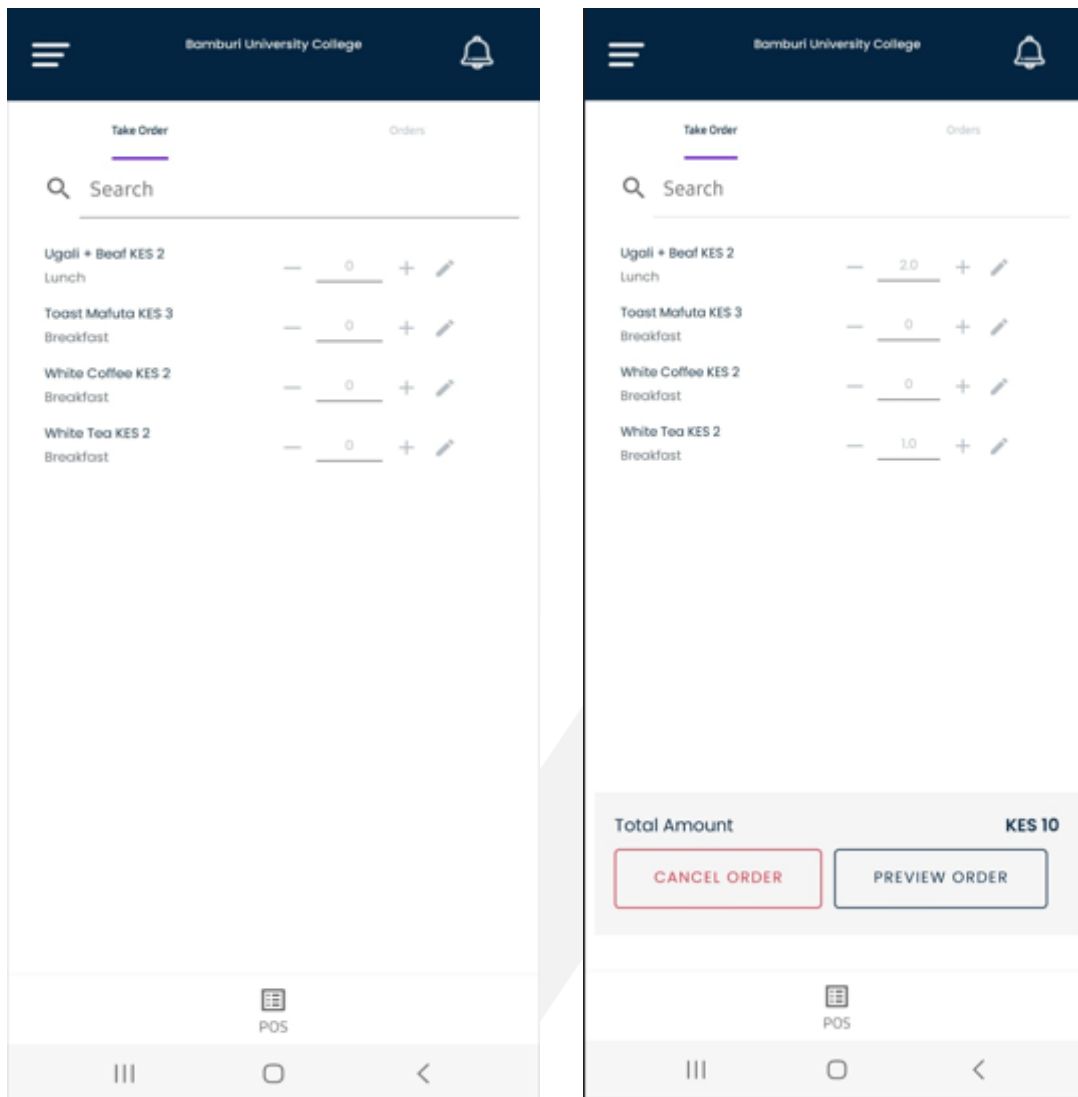 Bamburi University College
Take Order Orders
Search
Ugali + Beaf KES 2
Lunch
0
Toast Mafuta KES 3
Breakfast
0
White Coffee KES 2
Breakfast
0
White Tea KES 2
Breakfast
0
POS
Bamburi University College
Take Order Orders
Search
Ugali + Beaf KES 2
Lunch
2.0
Toast Mafuta KES 3
Breakfast
0
White Coffee KES 2
Breakfast
0
White Tea KES 2
Breakfast
1.0
Total Amount KES 10
CANCEL ORDER PREVIEW ORDER
POS